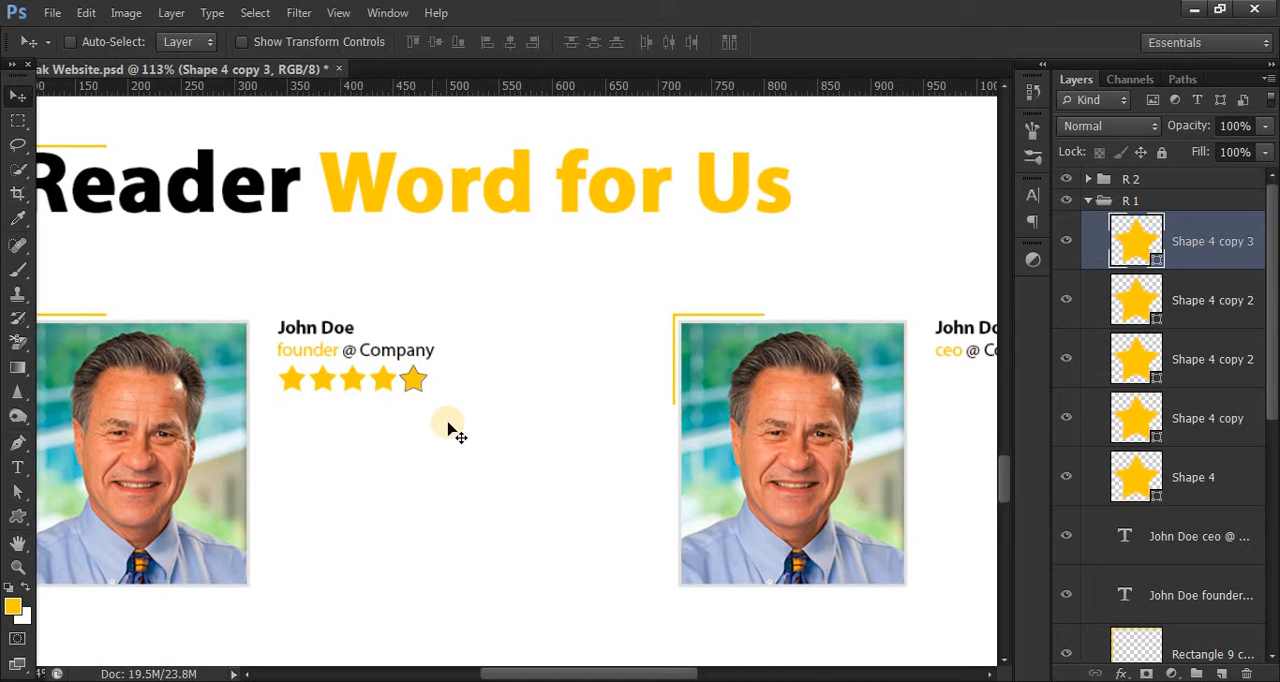 Ps File Edit Image Layer Type Select Filter View Window Help
Auto-Select: Layer Show Transform Controls Essentials
ak Website.psd @ 113% (Shape 4 copy 3, RGB/8) * ×
150 200 250 300 350 400 450 500 550 600 650 700 750 800 850 900 950
Reader Word for Us
John Doe
founder @ Company
John Do
ceo @ Co
Doc: 19.5M/23.8M
Layers Channels Paths
Kind
Normal Opacity: 100%
Lock: Fill: 100%
R 2
R 1
Shape 4 copy 3
Shape 4 copy 2
Shape 4 copy 2
Shape 4 copy
Shape 4
T John Doe ceo @ ...
T John Doe founder...
Rectangle 9 c...
fx